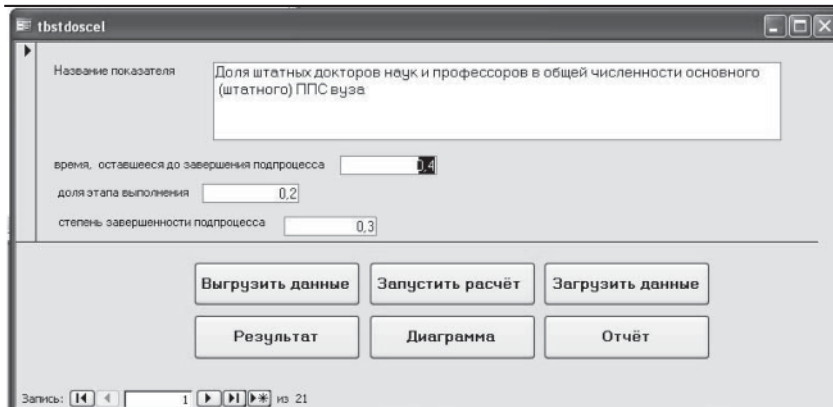 tbstdoscel
Название показателя
Доля штатных докторов наук и профессоров в общей численности основного
(штатного) ППС вуза
время, оставшееся до завершения подпроцесса 0,4
доля этапа выполнения 0,2
степень завершенности подпроцесса 0,3
Выгрузить данные Запустить расчёт Загрузить данные
Результат Диаграмма Отчёт
Запись: 1 из 21